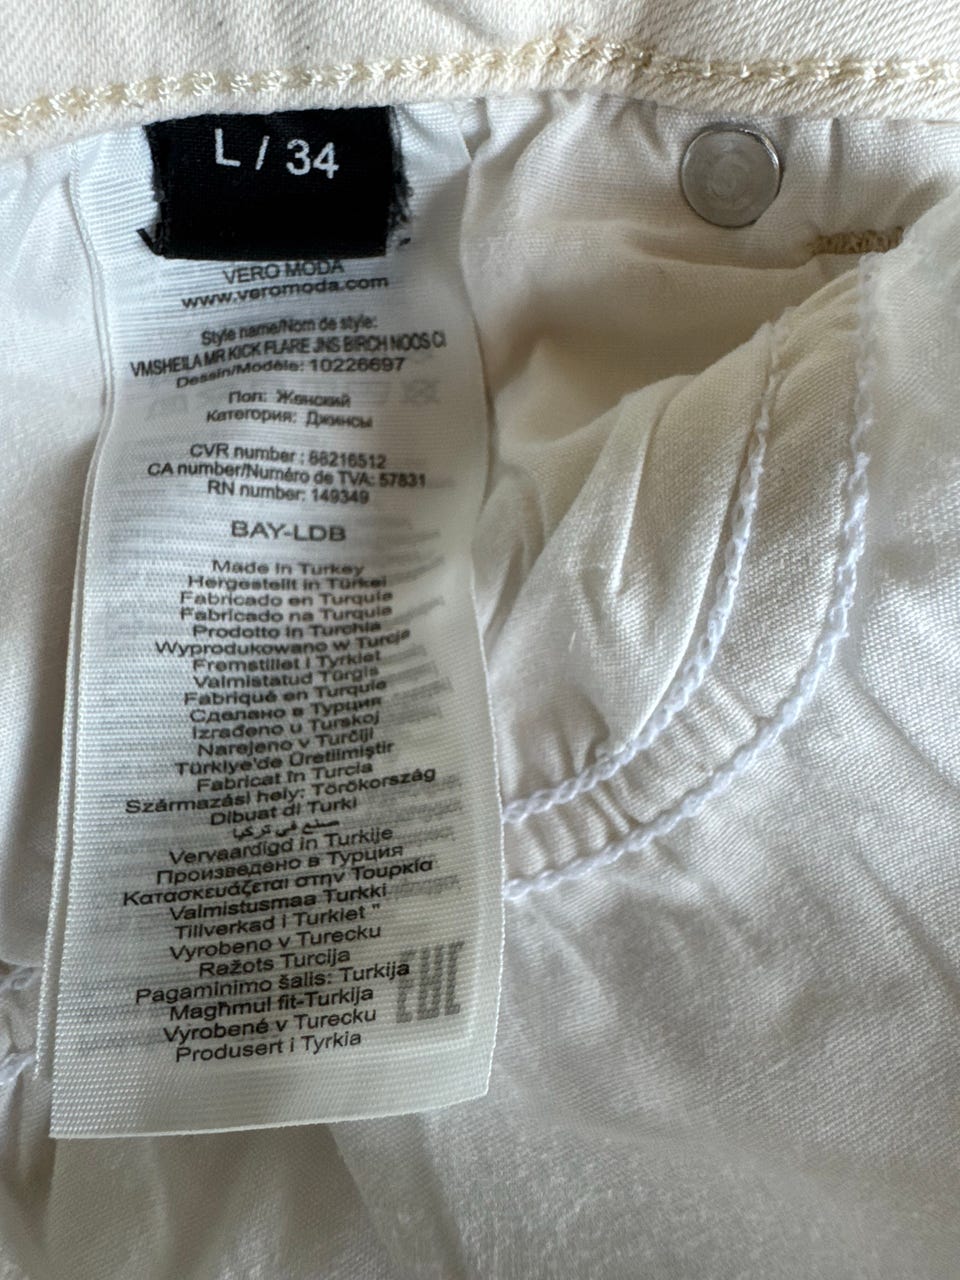 L / 34
VERO MODA
www.veromoda.com
Style name/Nom de style:
VMSHEILA MR KICK FLARE JNS BIRCH NOOS CI
Dessin/Modèle: 10226697
Пол: Женский
Категория: Джинсы
CVR number : 88216512
CA number/Numéro de TVA: 57831
RN number: 149349
BAY-LDB
Made in Turkey
Hergestellt in Türkei
Fabricado en Turquía
Fabricado na Turquia
Prodotto in Turchia
Wyprodukowano w Turcja
Fremstillet i Tyrkiet
Valmistatud Türgis
Fabriqué en Turquie
Сделано в Турции
Izrađeno u Turskoj
Narejeno v Turčiji
Türkiye'de Üretilmiştir
Fabricat în Turcia
Származási hely: Törökország
Dibuat di Turki
صنع في تركيا
Vervaardigd in Turkije
Произведено в Турция
Κατασκευάζεται στην Τουρκία
Valmistusmaa Turkki
Tillverkad i Turkiet "
Vyrobeno v Turecku
Ražots Turcija
Pagaminimo šalis: Turkija
Magħmul fit-Turkija
Vyrobené v Turecku
Produsert i Tyrkia